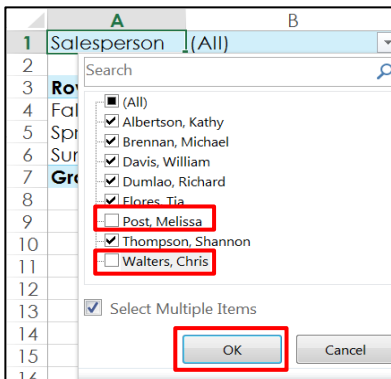 A B
1 Salesperson (All)
2 Search
3 Ro
(All)
4 Fal
Albertson, Kathy
5 Spr
Brennan, Michael
6 Sur
Davis, William
7 Gr
Dumlao, Richard
8 Flores, Tia
9 Post, Melissa
10 Thompson, Shannon
11 Walters, Chris
12
13 Select Multiple Items
14
15 OK Cancel
16